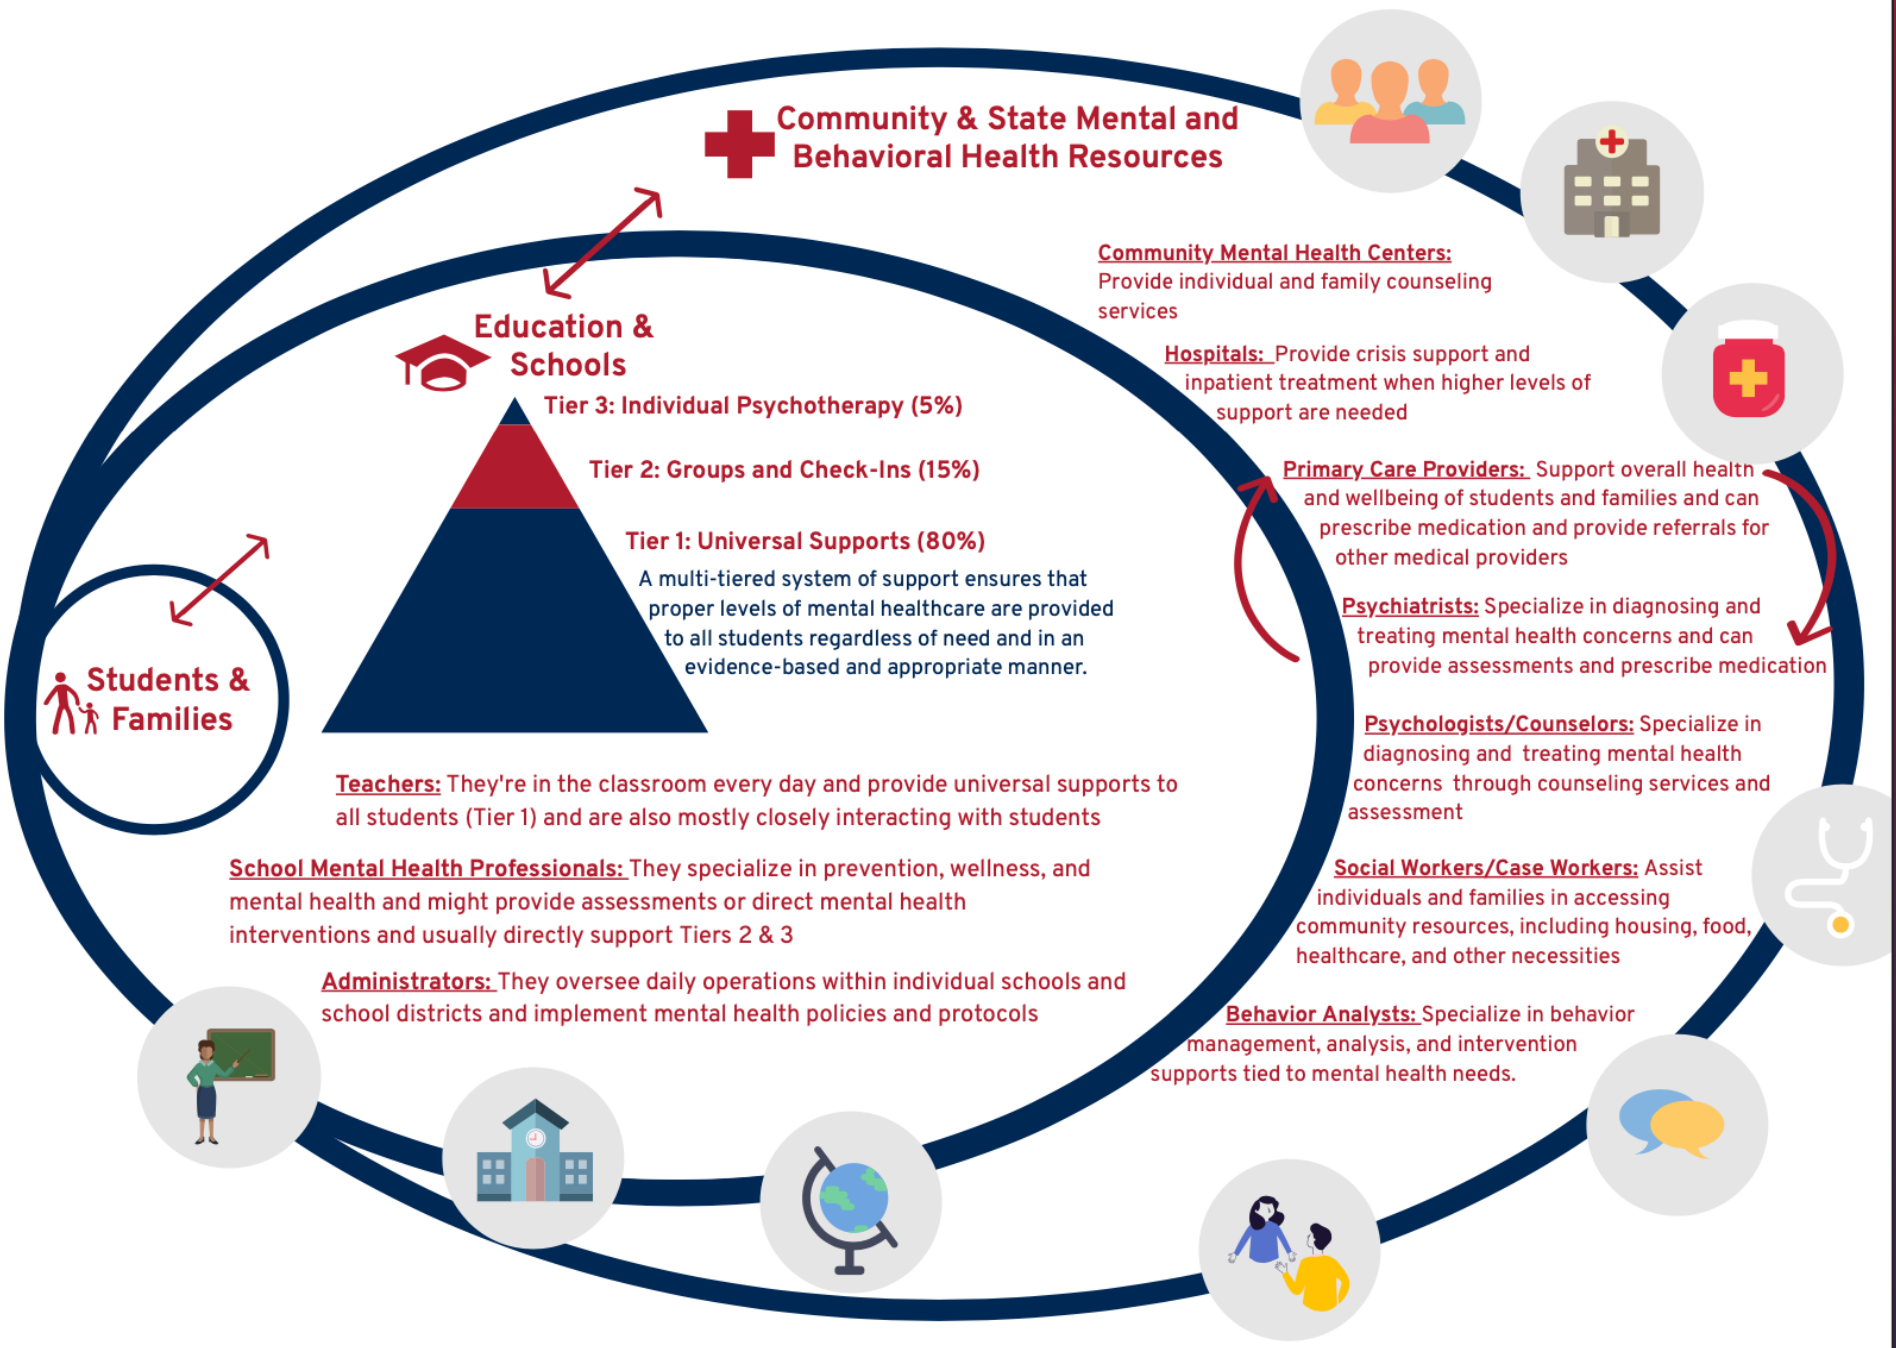 Community & State Mental and
Behavioral Health Resources
Education &
Schools
Tier 3: Individual Psychotherapy (5%)
Tier 2: Groups and Check-Ins (15%)
Tier 1: Universal Supports (80%)
A multi-tiered system of support ensures that
proper levels of mental healthcare are provided
to all students regardless of need and in an
evidence-based and appropriate manner.
Students &
Families
Teachers: They're in the classroom every day and provide universal supports to
all students (Tier 1) and are also mostly closely interacting with students
School Mental Health Professionals: They specialize in prevention, wellness, and
mental health and might provide assessments or direct mental health
interventions and usually directly support Tiers 2 & 3
Administrators: They oversee daily operations within individual schools and
school districts and implement mental health policies and protocols
Community Mental Health Centers:
Provide individual and family counseling
services
Hospitals: Provide crisis support and
inpatient treatment when higher levels of
support are needed
Primary Care Providers: Support overall health
and wellbeing of students and families and can
prescribe medication and provide referrals for
other medical providers
Psychiatrists: Specialize in diagnosing and
treating mental health concerns and can
provide assessments and prescribe medication
Psychologists/Counselors: Specialize in
diagnosing and treating mental health
concerns through counseling services and
assessment
Social Workers/Case Workers: Assist
individuals and families in accessing
community resources, including housing, food,
healthcare, and other necessities
Behavior Analysts: Specialize in behavior
management, analysis, and intervention
supports tied to mental health needs.